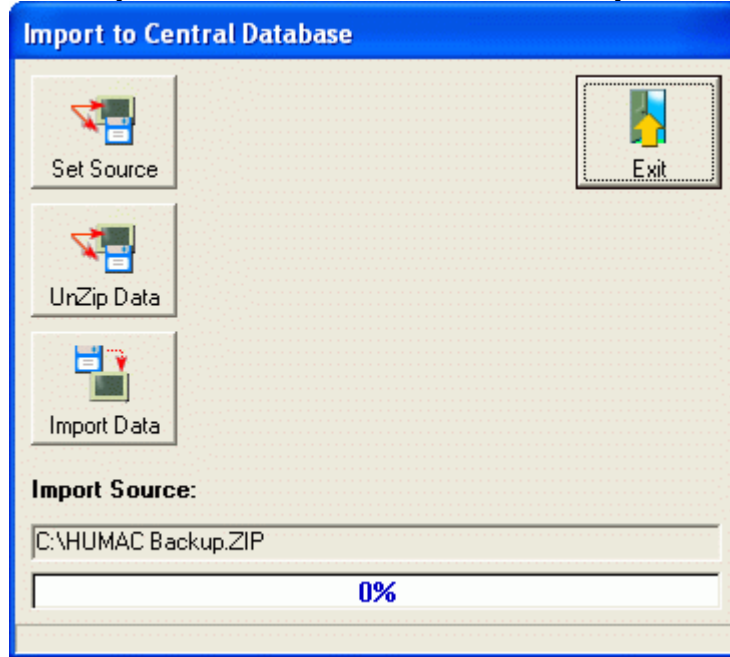 Import to Central Database
Set Source
Exit
UnZip Data
Import Data
Import Source:
C:\HUMAC Backup.ZIP
0%